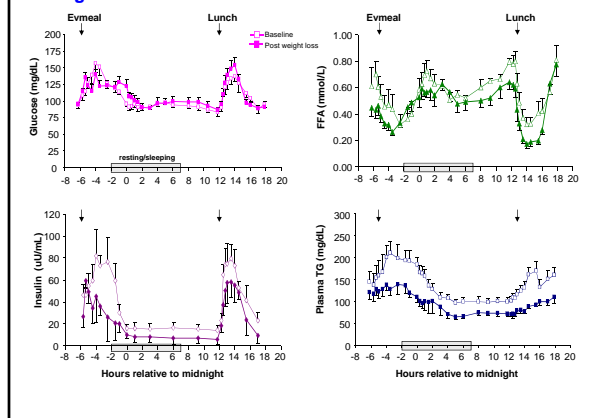 Evmeal Lunch
Baseline
Post weight loss
Glucose (mg/dL)
200
175
150
125
100
75
50
25
0
resting/sleeping
-8 -6 -4 -2 0 2 4 6 8 10 12 14 16 18 20
Evmeal Lunch
FFA (mmol/L)
1.00
0.80
0.60
0.40
0.20
0.00
-8 -6 -4 -2 0 2 4 6 8 10 12 14 16 18 20
Insulin (uU/mL)
120
100
80
60
40
20
0
-8 -6 -4 -2 0 2 4 6 8 10 12 14 16 18 20
Hours relative to midnight
Plasma TG (mg/dL)
300
200
150
100
50
0
-8 -6 -4 -2 0 2 4 6 8 10 12 14 16 18 20
Hours relative to midnight